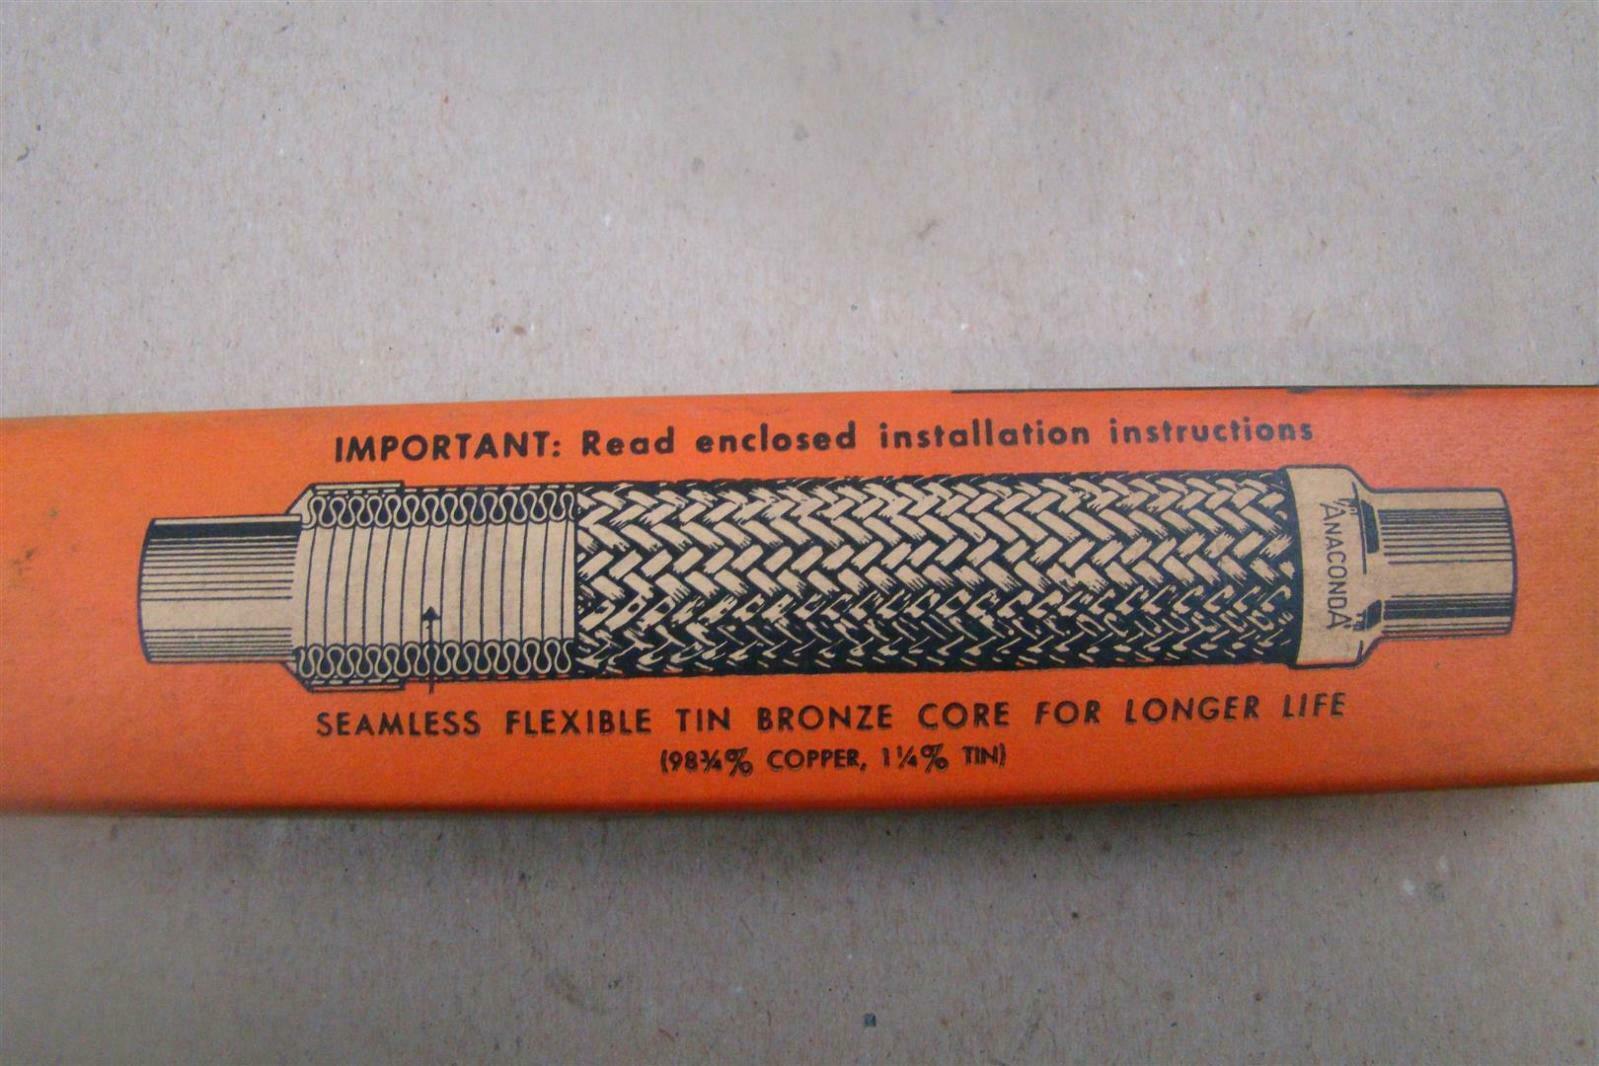 IMPORTANT: Read enclosed installation instructions
ANACONDA
SEAMLESS FLEXIBLE TIN BRONZE CORE FOR LONGER LIFE
(98¾% COPPER, 1¼% TIN)